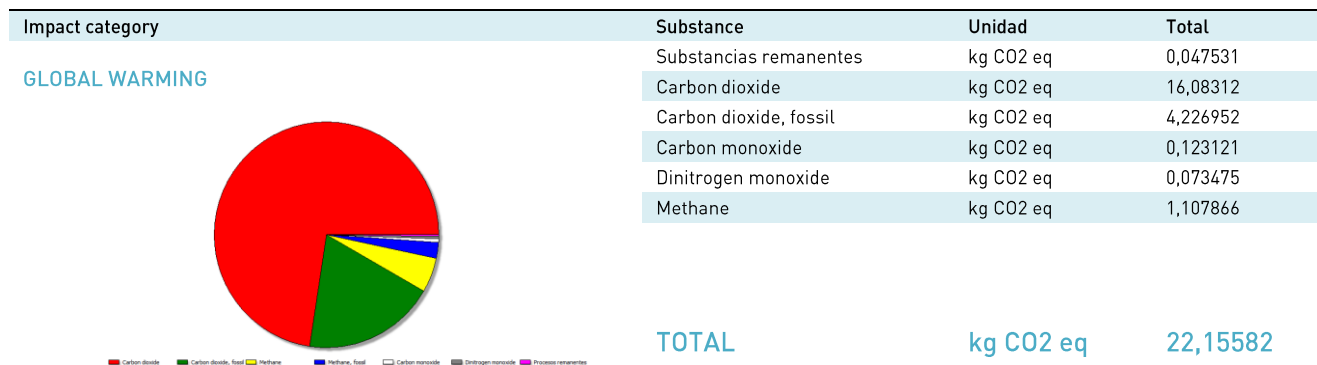 Impact category Substance Unidad Total
GLOBAL WARMING
Substancias remanentes kg CO2 eq 0,047531
Carbon dioxide kg CO2 eq 16,08312
Carbon dioxide, fossil kg CO2 eq 4,226952
Carbon monoxide kg CO2 eq 0,123121
Dinitrogen monoxide kg CO2 eq 0,073475
Methane kg CO2 eq 1,107866
TOTAL kg CO2 eq 22,15582
Carbon dioxide Carbon dioxide, fossil Methane Methane, fossil Carbon monoxide Dinitrogen monoxide Procesos remanentes